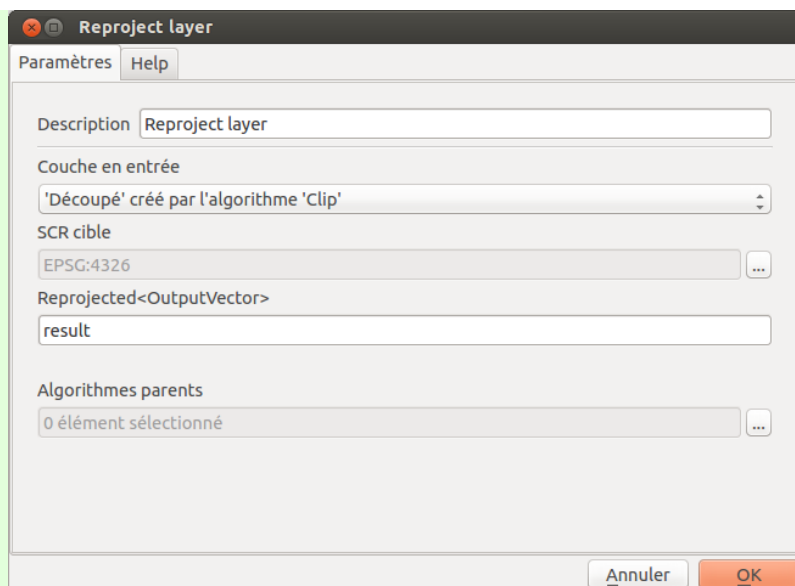 Reproject layer
Paramètres Help
Description Reproject layer
Couche en entrée
'Découpé' créé par l'algorithme 'Clip'
SCR cible
EPSG:4326 ...
Reprojected<OutputVector>
result
Algorithmes parents
0 élément sélectionné ...
Annuler OK